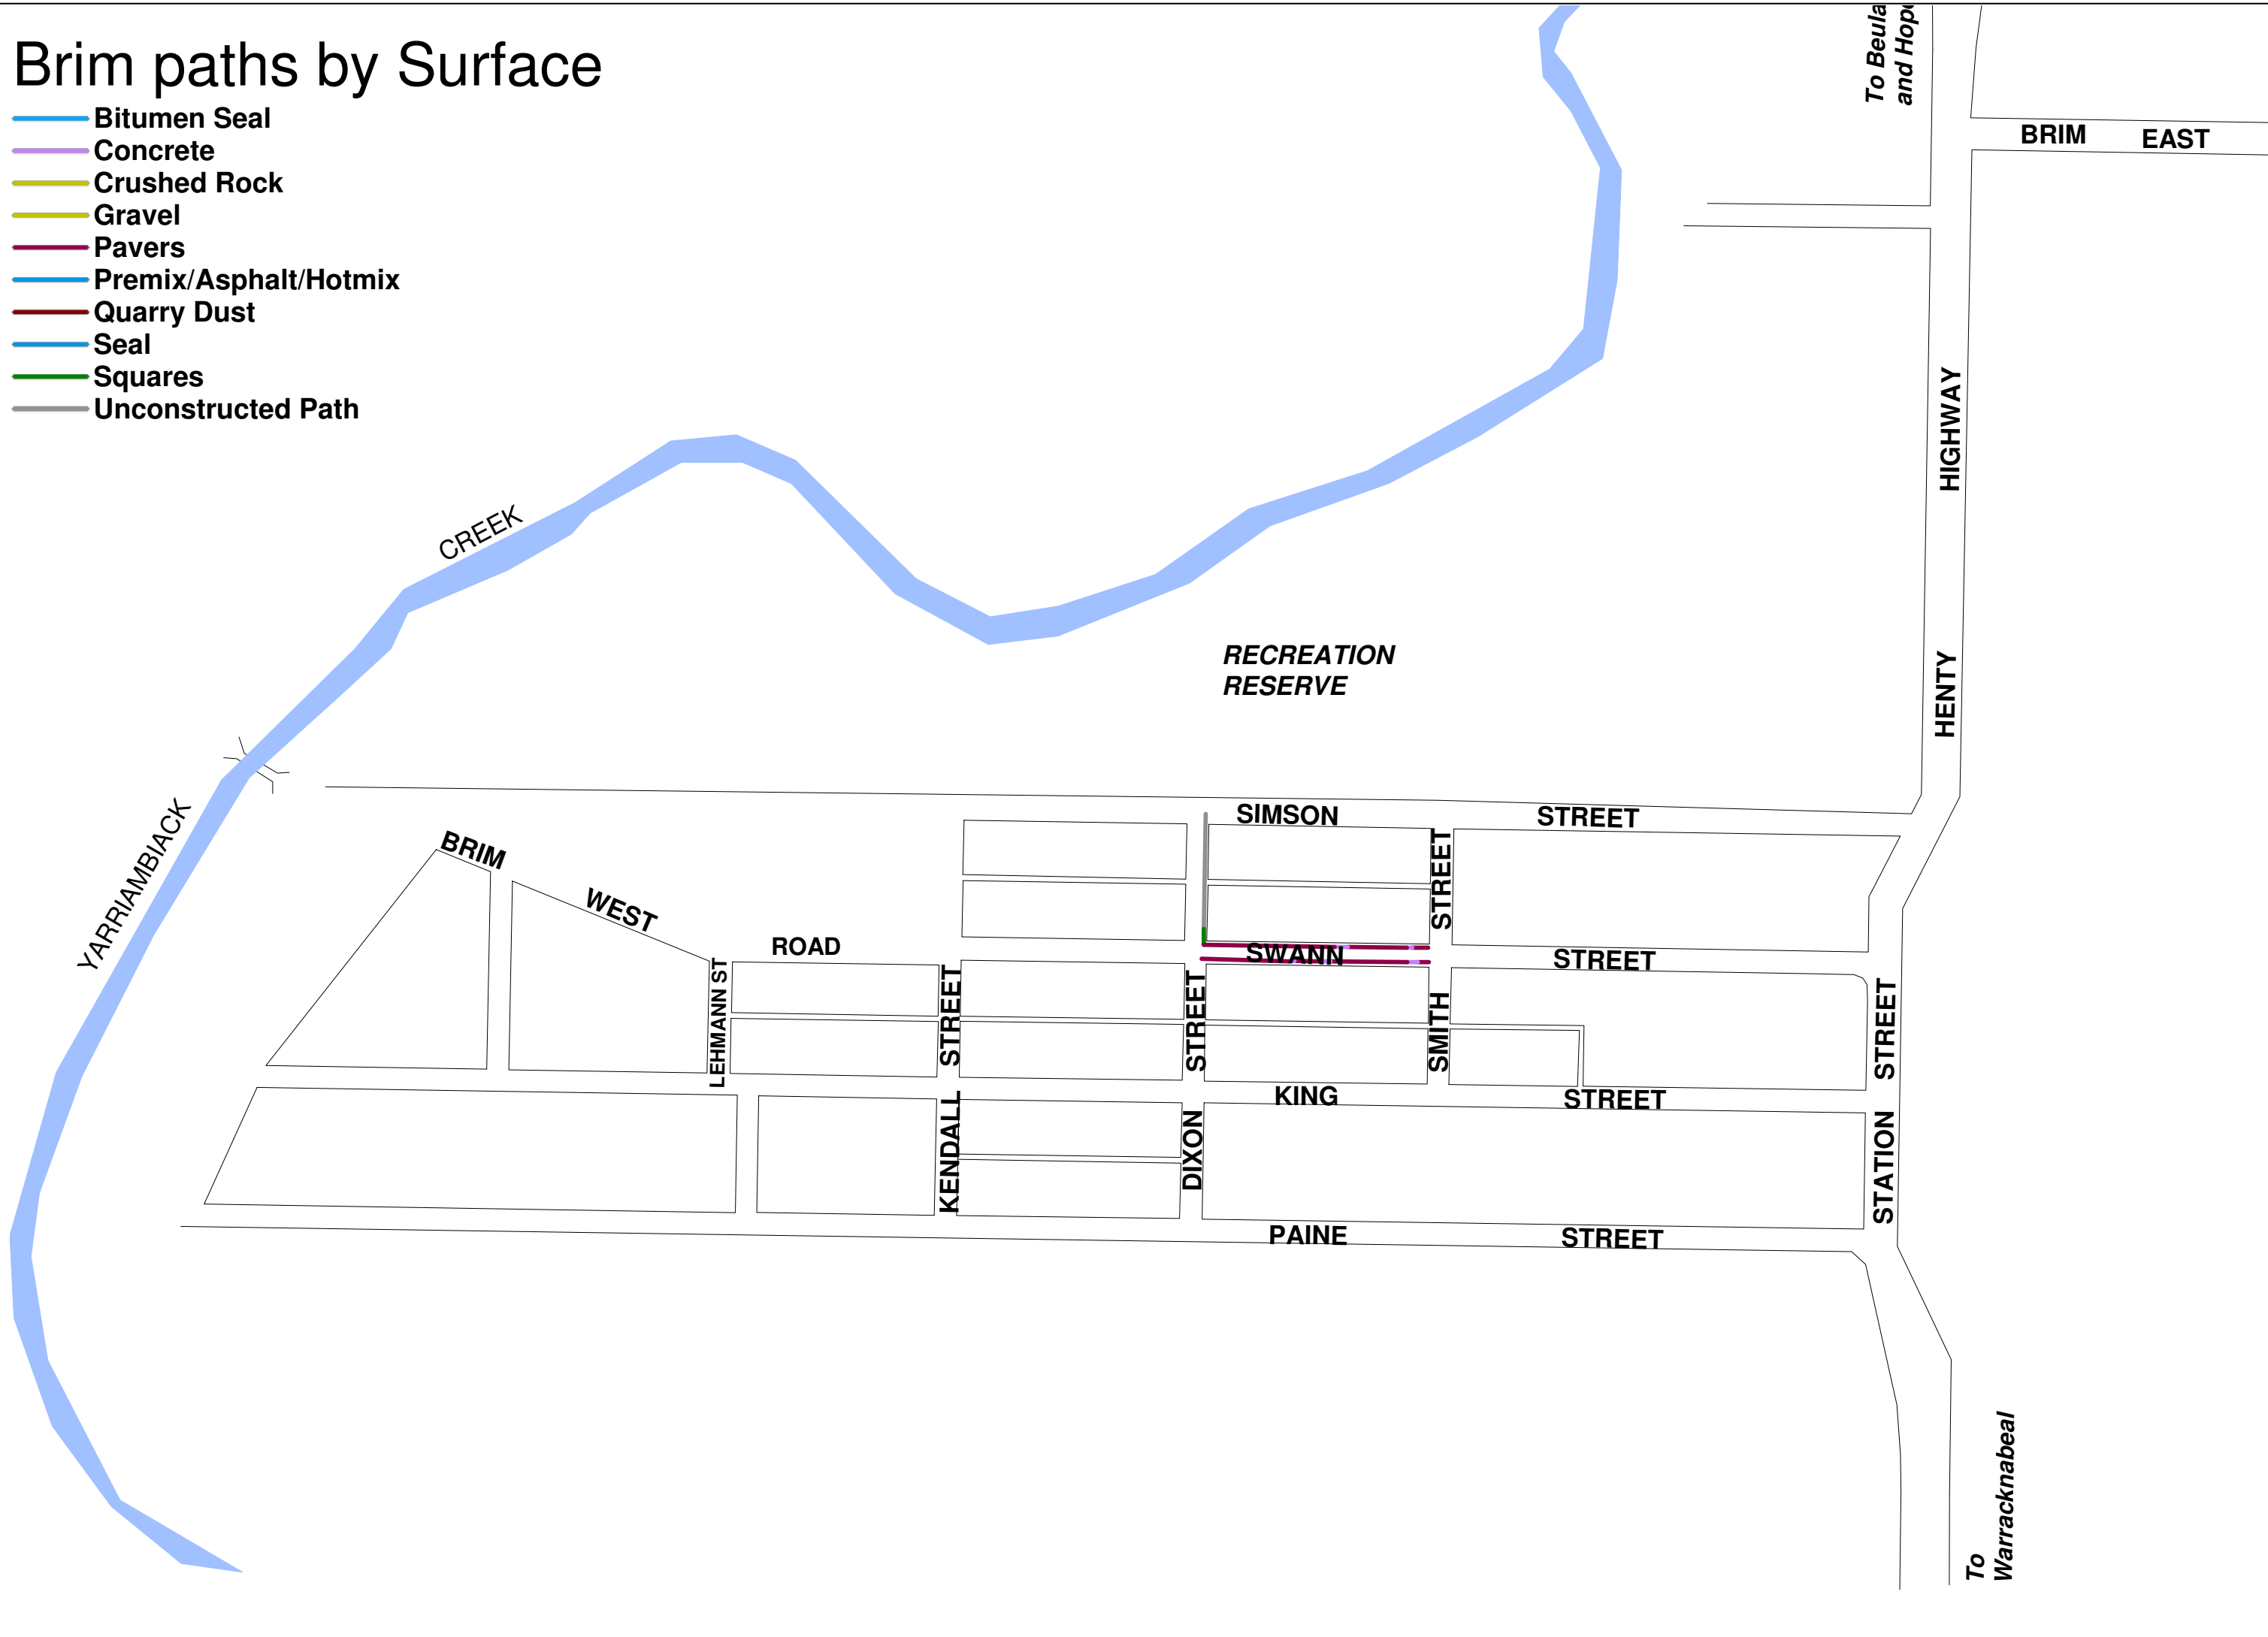 Brim paths by Surface
Bitumen Seal
Concrete
Crushed Rock
Gravel
Pavers
Premix/Asphalt/Hotmix
Quarry Dust
Seal
Squares
Unconstructed Path
To Beula
and Hope
BRIM EAST
HIGHWAY
HENTY
CREEK
YARRIAMBIACK
RECREATION
RESERVE
SIMSON STREET
BRIM WEST ROAD
STREET
SMITH
SWANN STREET
LEHMANN ST
STREET
KENDALL
STREET
DIXON
STREET
STATION
KING STREET
PAINE STREET
To
Warracknabeal